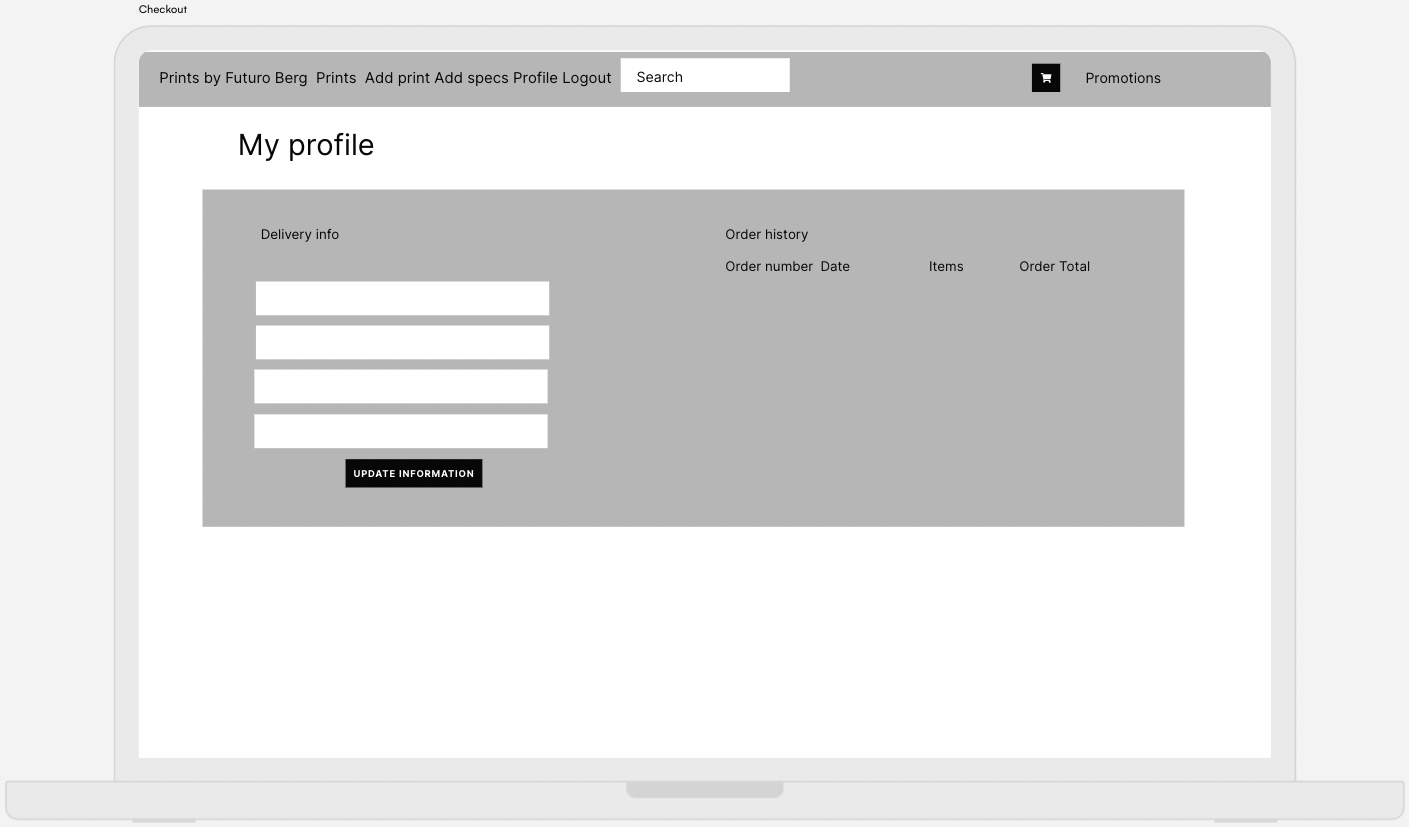 Checkout
Prints by Futuro Berg Prints Add print Add specs Profile Logout Search Promotions
My profile
Delivery info
Order history
Order number Date Items Order Total
UPDATE INFORMATION